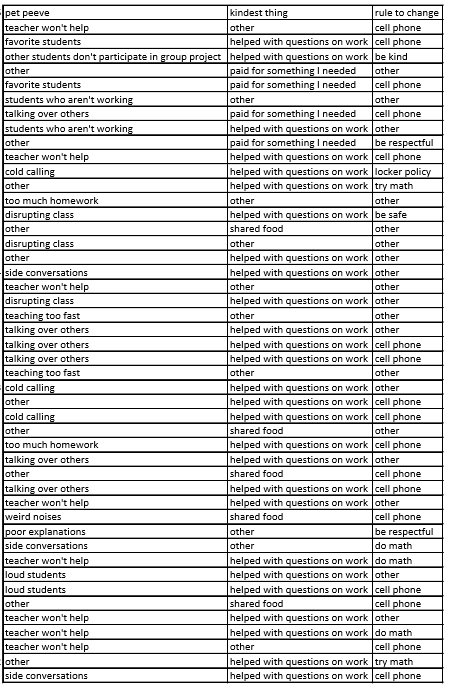 pet peeve kindest thing rule to change
teacher won't help other cell phone
favorite students helped with questions on work cell phone
other students don't participate in group project helped with questions on work be kind
other paid for something I needed other
favorite students paid for something I needed cell phone
students who aren't working other other
talking over others paid for something I needed cell phone
students who aren't working helped with questions on work other
other paid for something I needed be respectful
teacher won't help helped with questions on work cell phone
cold calling helped with questions on work locker policy
other helped with questions on work try math
too much homework other other
disrupting class helped with questions on work be safe
other shared food other
disrupting class other other
other helped with questions on work other
side conversations helped with questions on work other
teacher won't help other other
disrupting class helped with questions on work other
teaching too fast other other
talking over others helped with questions on work other
talking over others helped with questions on work cell phone
talking over others helped with questions on work cell phone
teaching too fast other other
cold calling helped with questions on work other
other helped with questions on work cell phone
cold calling helped with questions on work cell phone
other shared food other
too much homework helped with questions on work cell phone
talking over others helped with questions on work other
other shared food cell phone
talking over others helped with questions on work cell phone
teacher won't help helped with questions on work other
weird noises shared food cell phone
poor explanations other be respectful
side conversations other do math
teacher won't help helped with questions on work do math
loud students helped with questions on work other
loud students helped with questions on work cell phone
other shared food cell phone
teacher won't help helped with questions on work other
teacher won't help helped with questions on work do math
teacher won't help other cell phone
other helped with questions on work try math
side conversations helped with questions on work cell phone